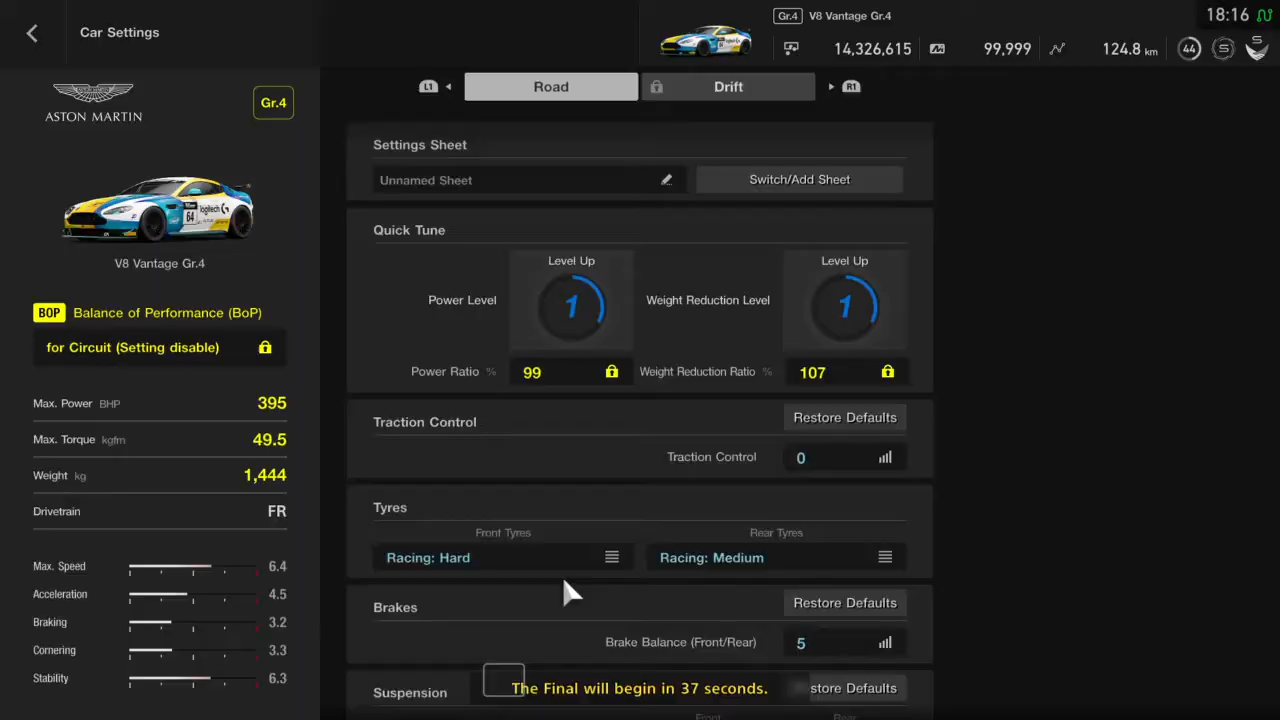 Car Settings
Gr.4 V8 Vantage Gr.4
14,326,615
99,999
124.8 km
44
S
S
18:16
ASTON MARTIN
Gr.4
64
logitech G
V8 Vantage Gr.4
BOP Balance of Performance (BoP)
for Circuit (Setting disable)
Max. Power BHP 395
Max. Torque kgfm 49.5
Weight kg 1,444
Drivetrain FR
Max. Speed 6.4
Acceleration 4.5
Braking 3.2
Cornering 3.3
Stability 6.3
L1 Road Drift R1
Settings Sheet
Unnamed Sheet Switch/Add Sheet
Quick Tune
Level Up Level Up
Power Level 1 Weight Reduction Level 1
Power Ratio % 99 Weight Reduction Ratio % 107
Traction Control Restore Defaults
Traction Control 0
Tyres
Front Tyres Rear Tyres
Racing: Hard Racing: Medium
Brakes Restore Defaults
Brake Balance (Front/Rear) 5
Suspension store Defaults
The Final will begin in 37 seconds.
Front Rear